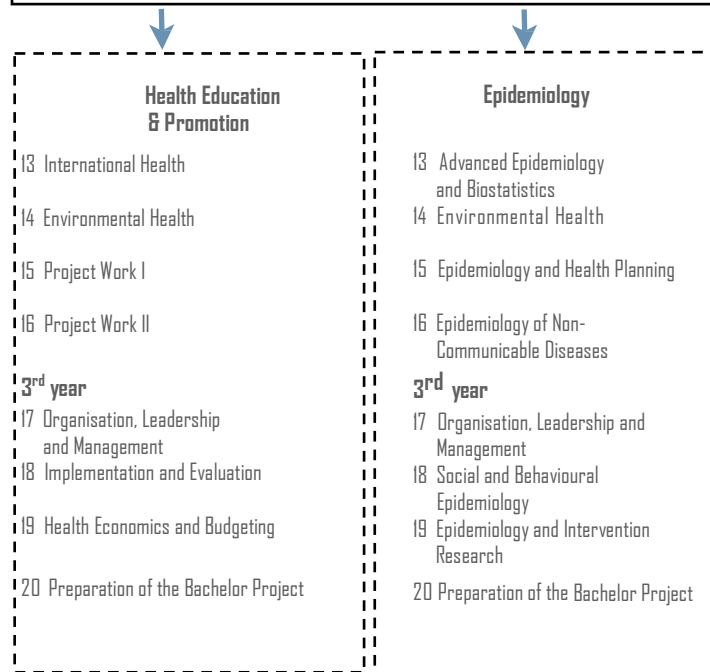 Health Education
& Promotion
13 International Health
14 Environmental Health
15 Project Work I
16 Project Work II
3rd year
17 Organisation, Leadership
and Management
18 Implementation and Evaluation
19 Health Economics and Budgeting
20 Preparation of the Bachelor Project
Epidemiology
13 Advanced Epidemiology
and Biostatistics
14 Environmental Health
15 Epidemiology and Health Planning
16 Epidemiology of Non-
Communicable Diseases
3rd year
17 Organisation, Leadership and
Management
18 Social and Behavioural
Epidemiology
19 Epidemiology and Intervention
Research
20 Preparation of the Bachelor Project